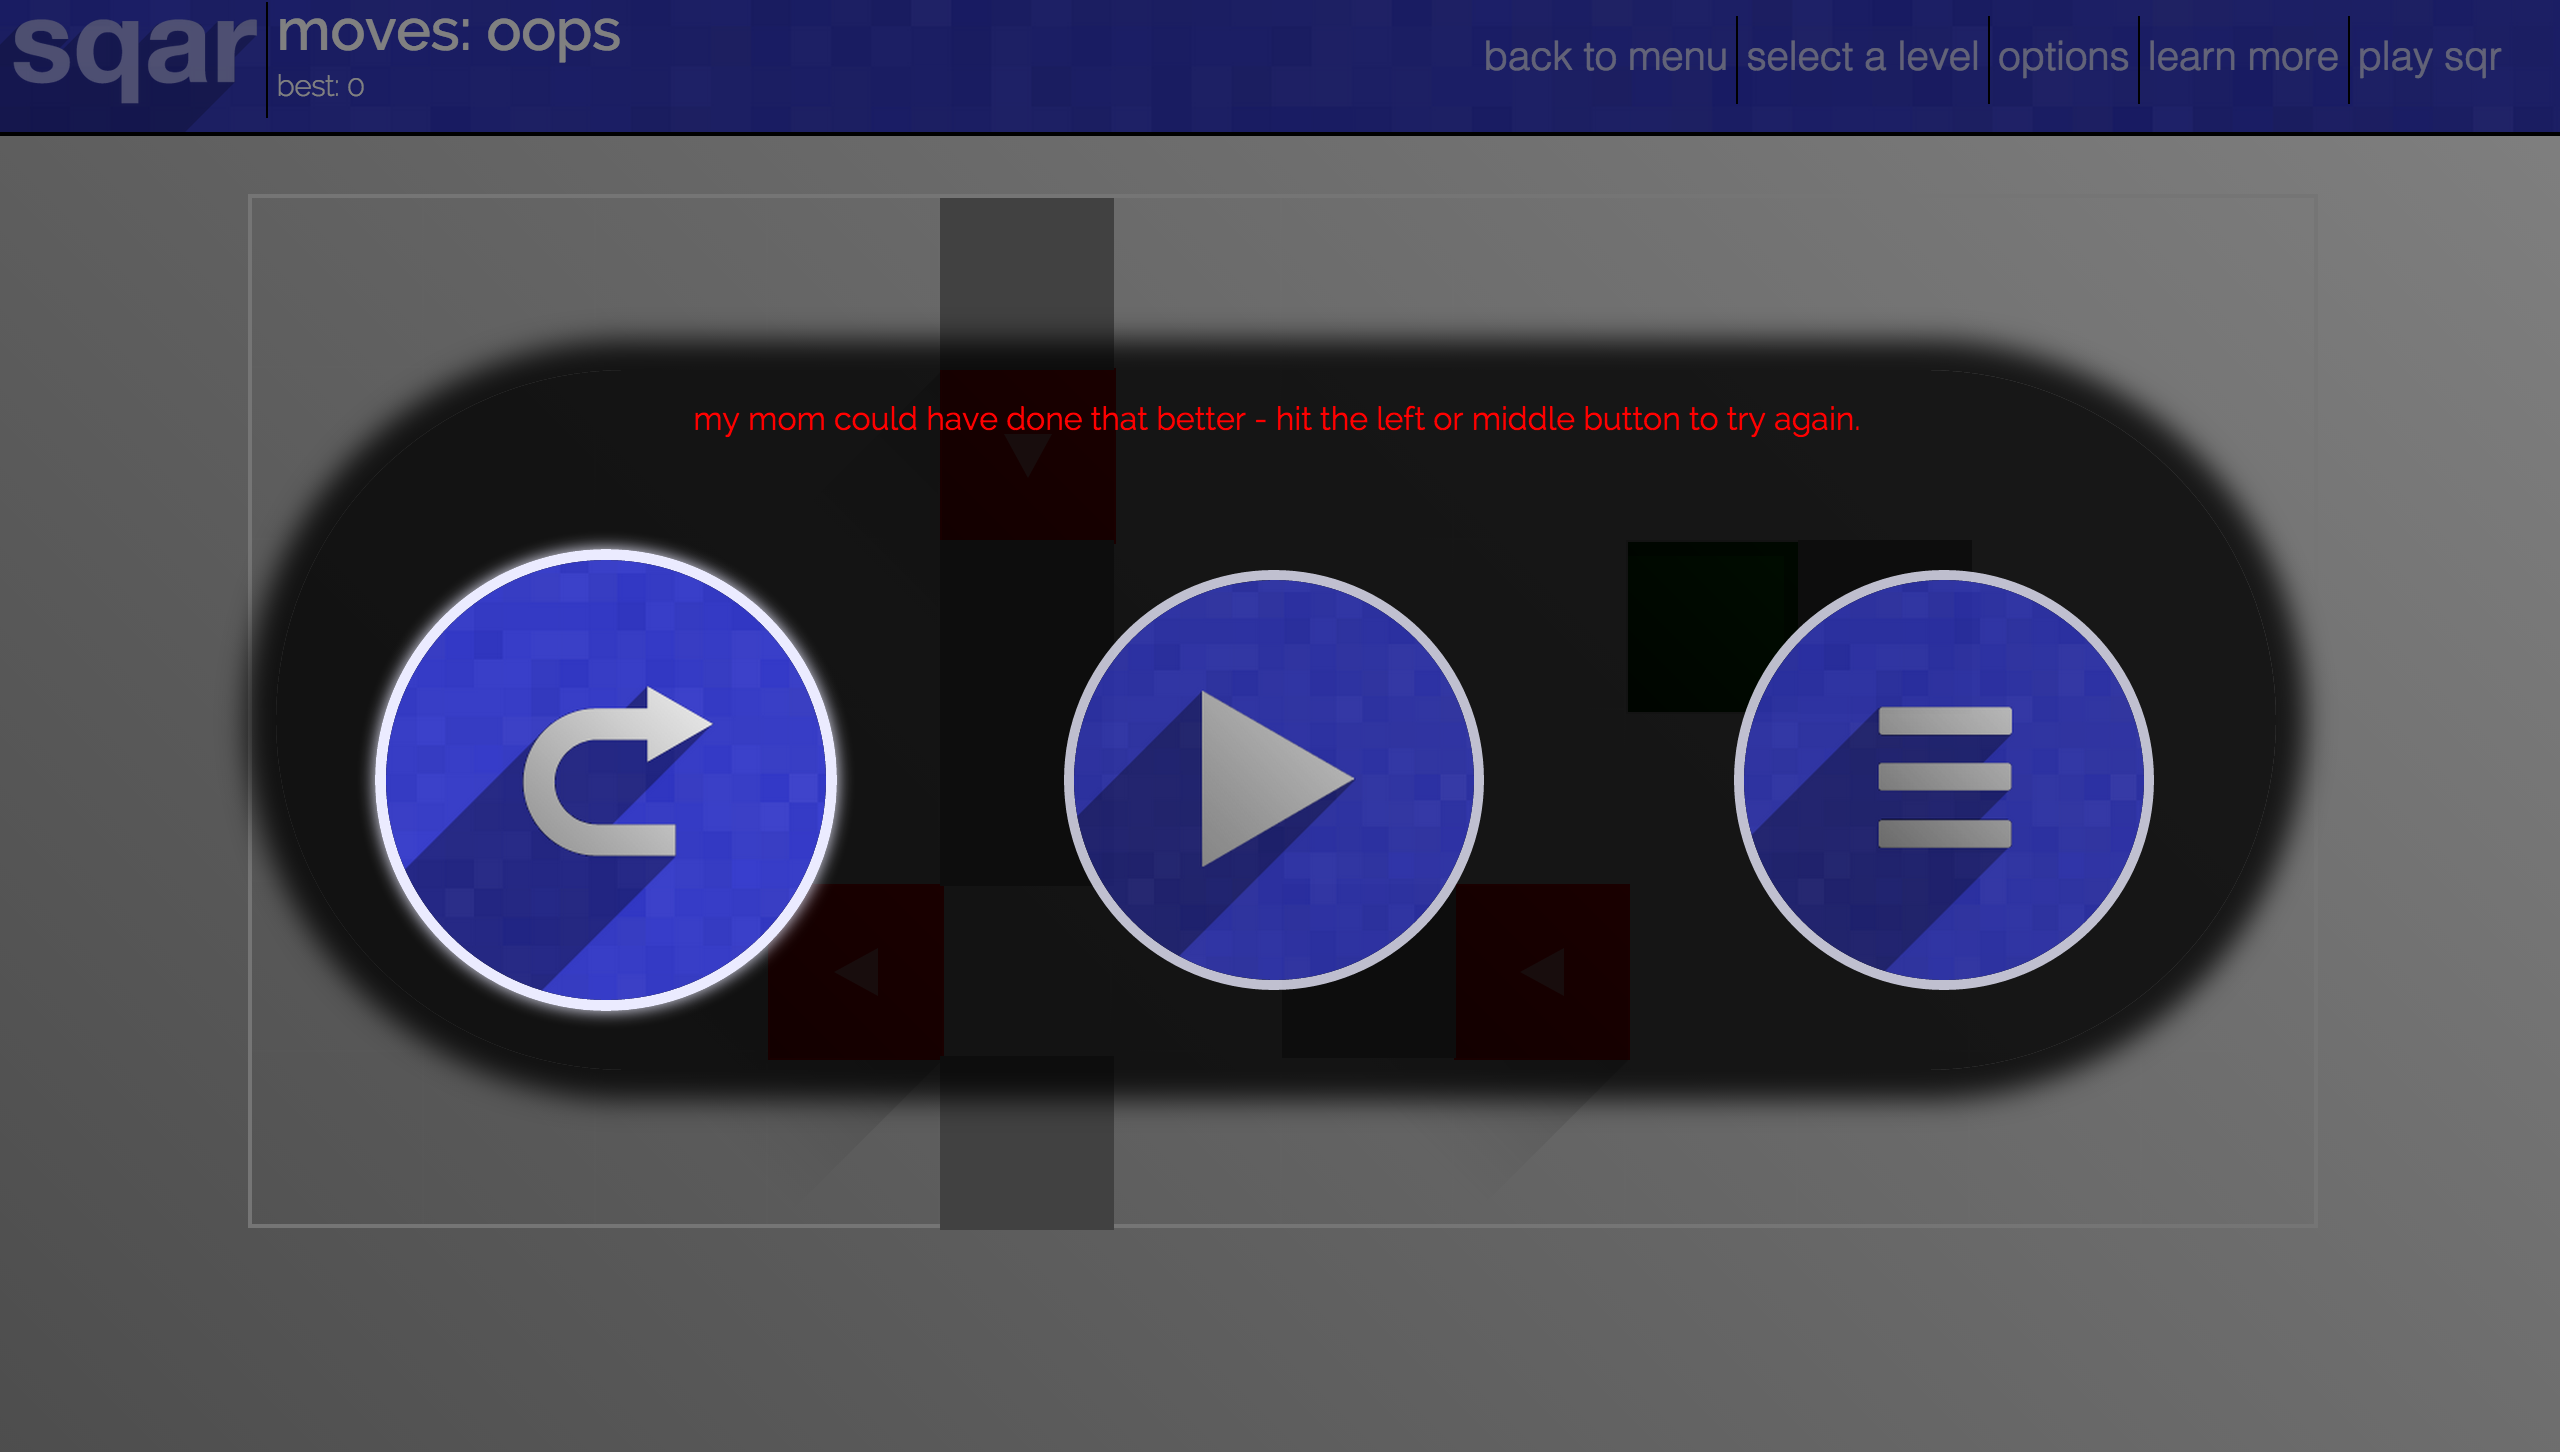 sqar
moves: oops
best: 0
back to menu
select a level
options
learn more
play sqr
my mom could have done that better - hit the left or middle button to try again.